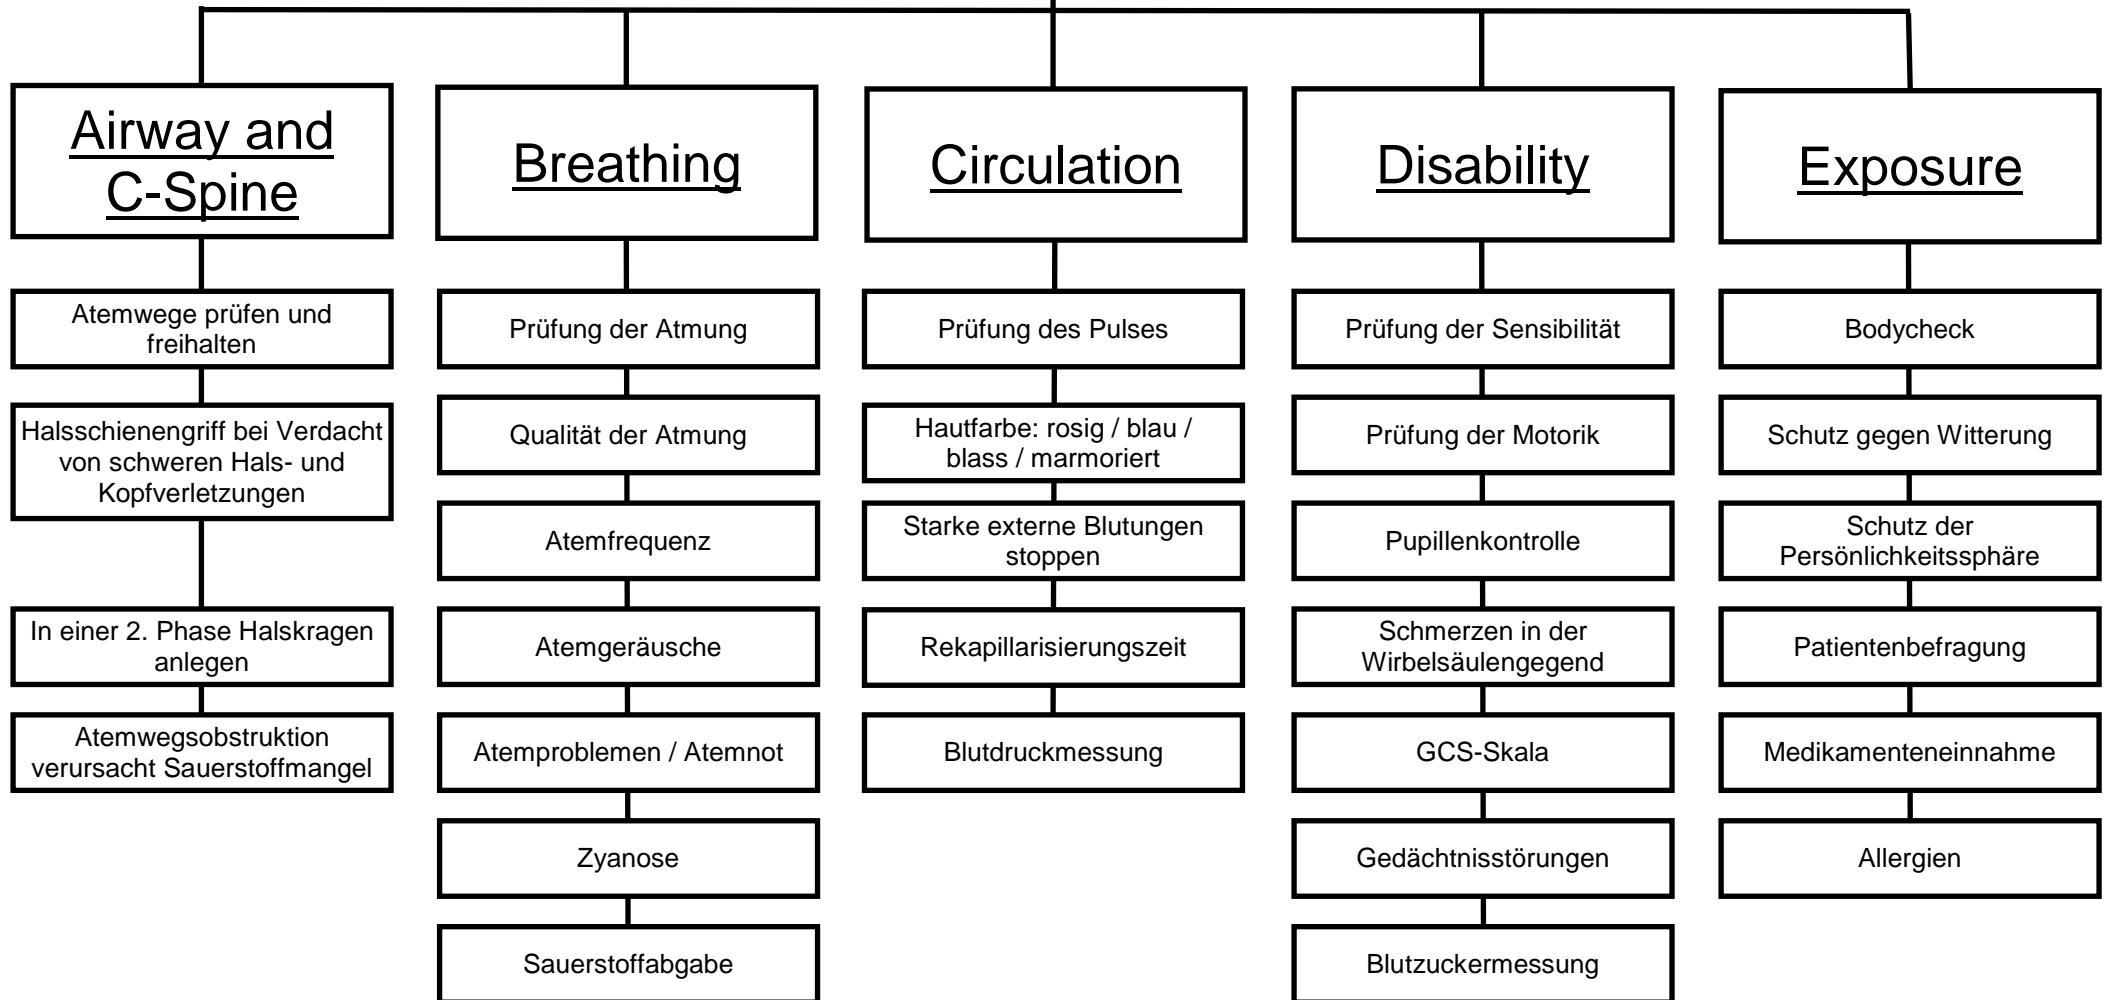 Airway and
C-Spine
Atemwege prüfen und
freihalten
Halsschienengriff bei Verdacht
von schweren Hals- und
Kopfverletzungen
In einer 2. Phase Halskragen
anlegen
Atemwegsobstruktion
verursacht Sauerstoffmangel
Breathing
Prüfung der Atmung
Qualität der Atmung
Atemfrequenz
Atemgeräusche
Atemproblemen / Atemnot
Zyanose
Sauerstoffabgabe
Circulation
Prüfung des Pulses
Hautfarbe: rosig / blau /
blass / marmoriert
Starke externe Blutungen
stoppen
Rekapillarisierungszeit
Blutdruckmessung
Disability
Prüfung der Sensibilität
Prüfung der Motorik
Pupillenkontrolle
Schmerzen in der
Wirbelsäulengegend
GCS-Skala
Gedächtnisstörungen
Blutzuckermessung
Exposure
Bodycheck
Schutz gegen Witterung
Schutz der
Persönlichkeitssphäre
Patientenbefragung
Medikamenteneinnahme
Allergien